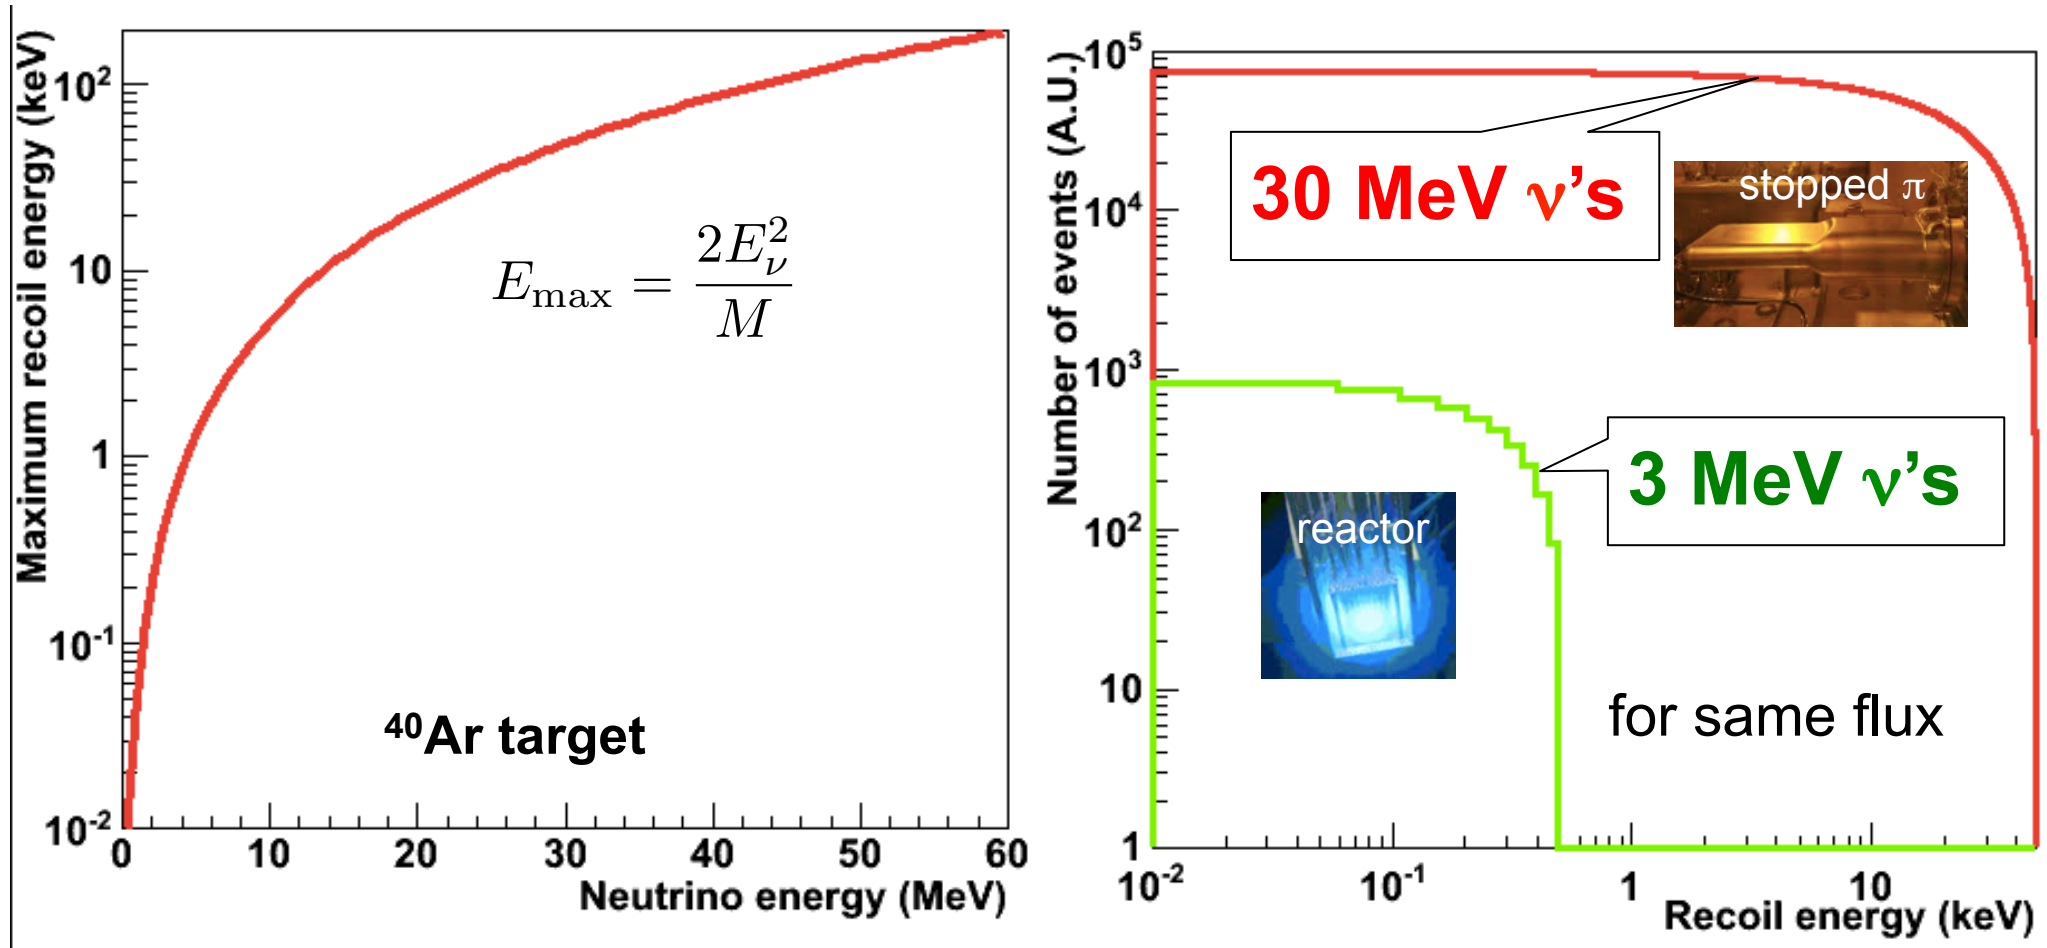 Maximum recoil energy (keV)
10²
10
1
10⁻¹
10⁻²
E_max = 2E_ν² / M
⁴⁰Ar target
0 10 20 30 40 50 60
Neutrino energy (MeV)
Number of events (A.U.)
10⁵
10⁴
10³
10²
10
1
30 MeV ν's
stopped π
3 MeV ν's
reactor
for same flux
10⁻² 10⁻¹ 1 10
Recoil energy (keV)